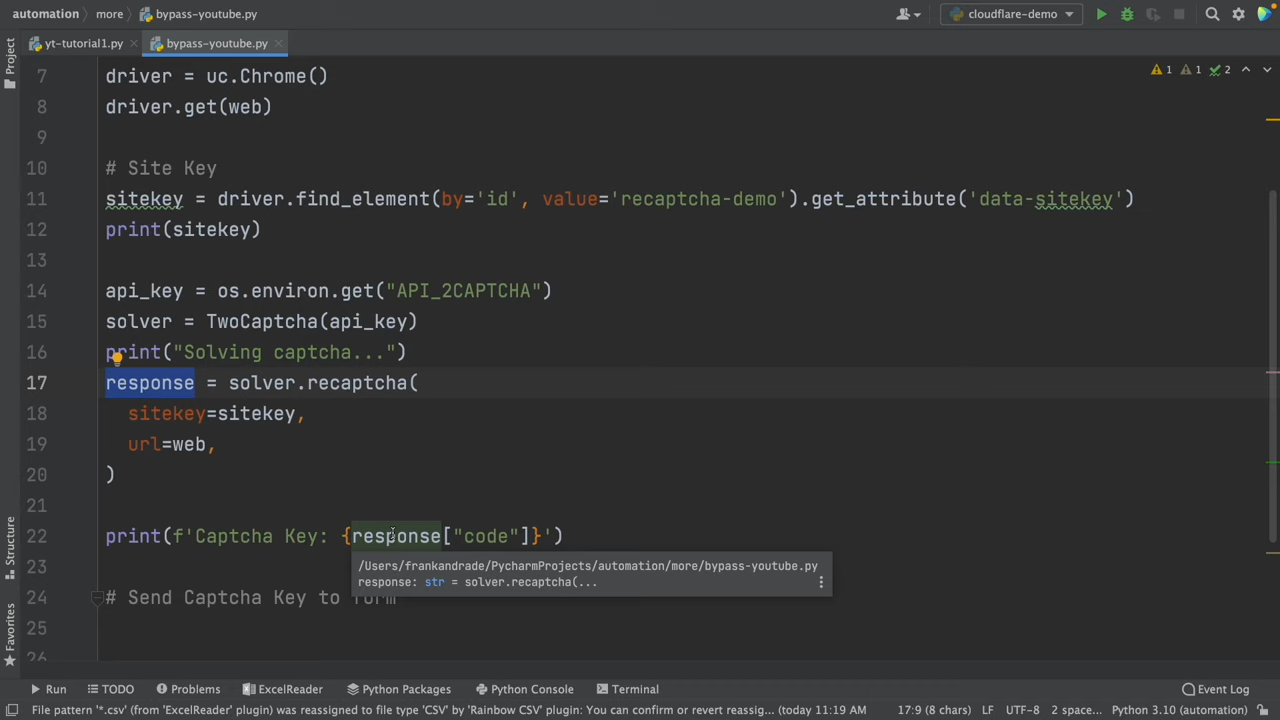 automation more bypass-youtube.py cloudflare-demo
Project yt-tutorial1.py bypass-youtube.py
7 driver = uc.Chrome() 1 1 2
8 driver.get(web)
9
10 # Site Key
11 sitekey = driver.find_element(by='id', value='recaptcha-demo').get_attribute('data-sitekey')
12 print(sitekey)
13
14 api_key = os.environ.get("API_2CAPTCHA")
15 solver = TwoCaptcha(api_key)
16 print("Solving captcha...")
17 response = solver.recaptcha(
18 sitekey=sitekey,
19 url=web,
20 )
21
22 print(f'Captcha Key: {response["code"]}')
23 /Users/frankandrade/PycharmProjects/automation/more/bypass-youtube.py
response: str = solver.recaptcha(...
24 # Send Captcha Key to form
25
26
Structure
Favorites
Run TODO Problems ExcelReader Python Packages Python Console Terminal Event Log
File pattern '*.csv' (from 'ExcelReader' plugin) was reassigned to file type 'CSV' by 'Rainbow CSV' plugin: You can confirm or revert reassig... (today 11:19 AM 17:9 (8 chars) LF UTF-8 2 space... Python 3.10 (automation)